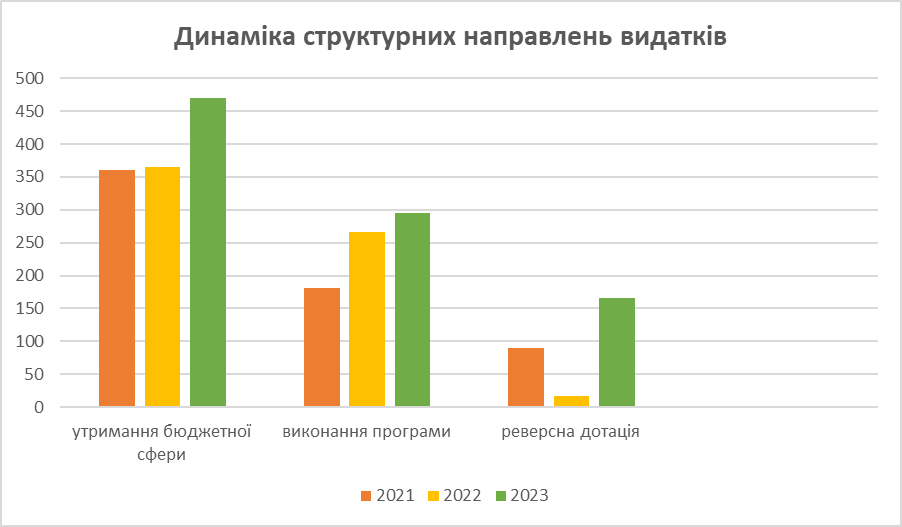 Динаміка структурних направлень видатків
500
450
400
350
300
250
200
150
100
50
0
утримання бюджетної
сфери
виконання програми
реверсна дотація
2021 2022 2023